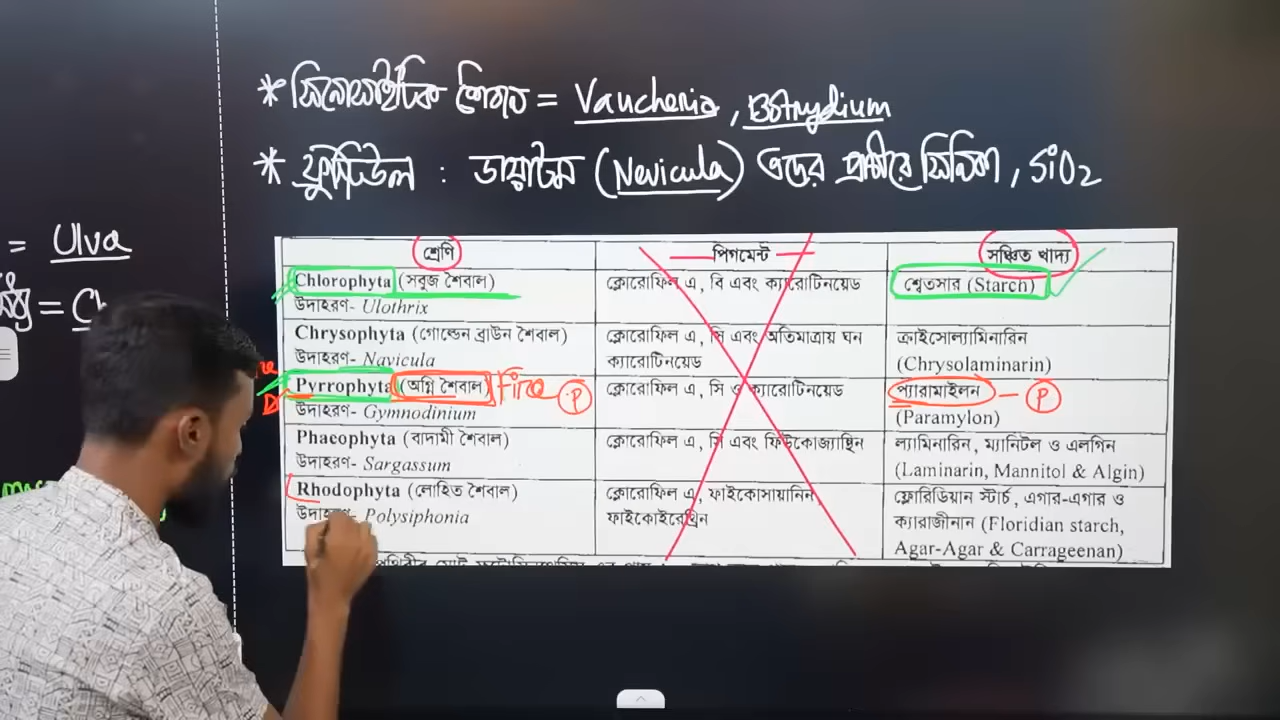 * সিনোসাইটিক শৈবাল = Vaucheria, Botrydium
* ফ্রুস্টিউল : ডায়াটম (Nevicula) এদের প্রাচীরে সিলিকা, SiO2
= Ulva
=
শ্রেণি পিগমেন্ট সঞ্চিত খাদ্য
Chlorophyta (সবুজ শৈবাল) ক্লোরোফিল এ, বি এবং ক্যারোটিনয়েড শ্বেতসার (Starch)
উদাহরণ- Ulothrix
Chrysophyta (গোল্ডেন ব্রাউন শৈবাল) ক্লোরোফিল এ, সি এবং অতিমাত্রায় ঘন ক্রাইসোল্যামিনারিন
উদাহরণ- Navicula ক্যারোটিনয়েড (Chrysolaminarin)
Pyrrophyta (অগ্নি শৈবাল) Fire P ক্লোরোফিল এ, সি ও ক্যারোটিনয়েড প্যারামাইলন - P
উদাহরণ- Gymnodinium (Paramylon)
Phaeophyta (বাদামী শৈবাল) ক্লোরোফিল এ, সি এবং ফিউকোজ্যান্থিন ল্যামিনারিন, ম্যানিটল ও এলগিন
উদাহরণ- Sargassum (Laminarin, Mannitol & Algin)
Rhodophyta (লোহিত শৈবাল) ক্লোরোফিল এ, ফাইকোসায়ানিন, ফ্লোরিডিয়ান স্টার্চ, এগার-এগার ও
Polysiphonia ফাইকোইরেথ্রিন ক্যারাজীনান (Floridian starch,
Agar-Agar & Carrageenan)